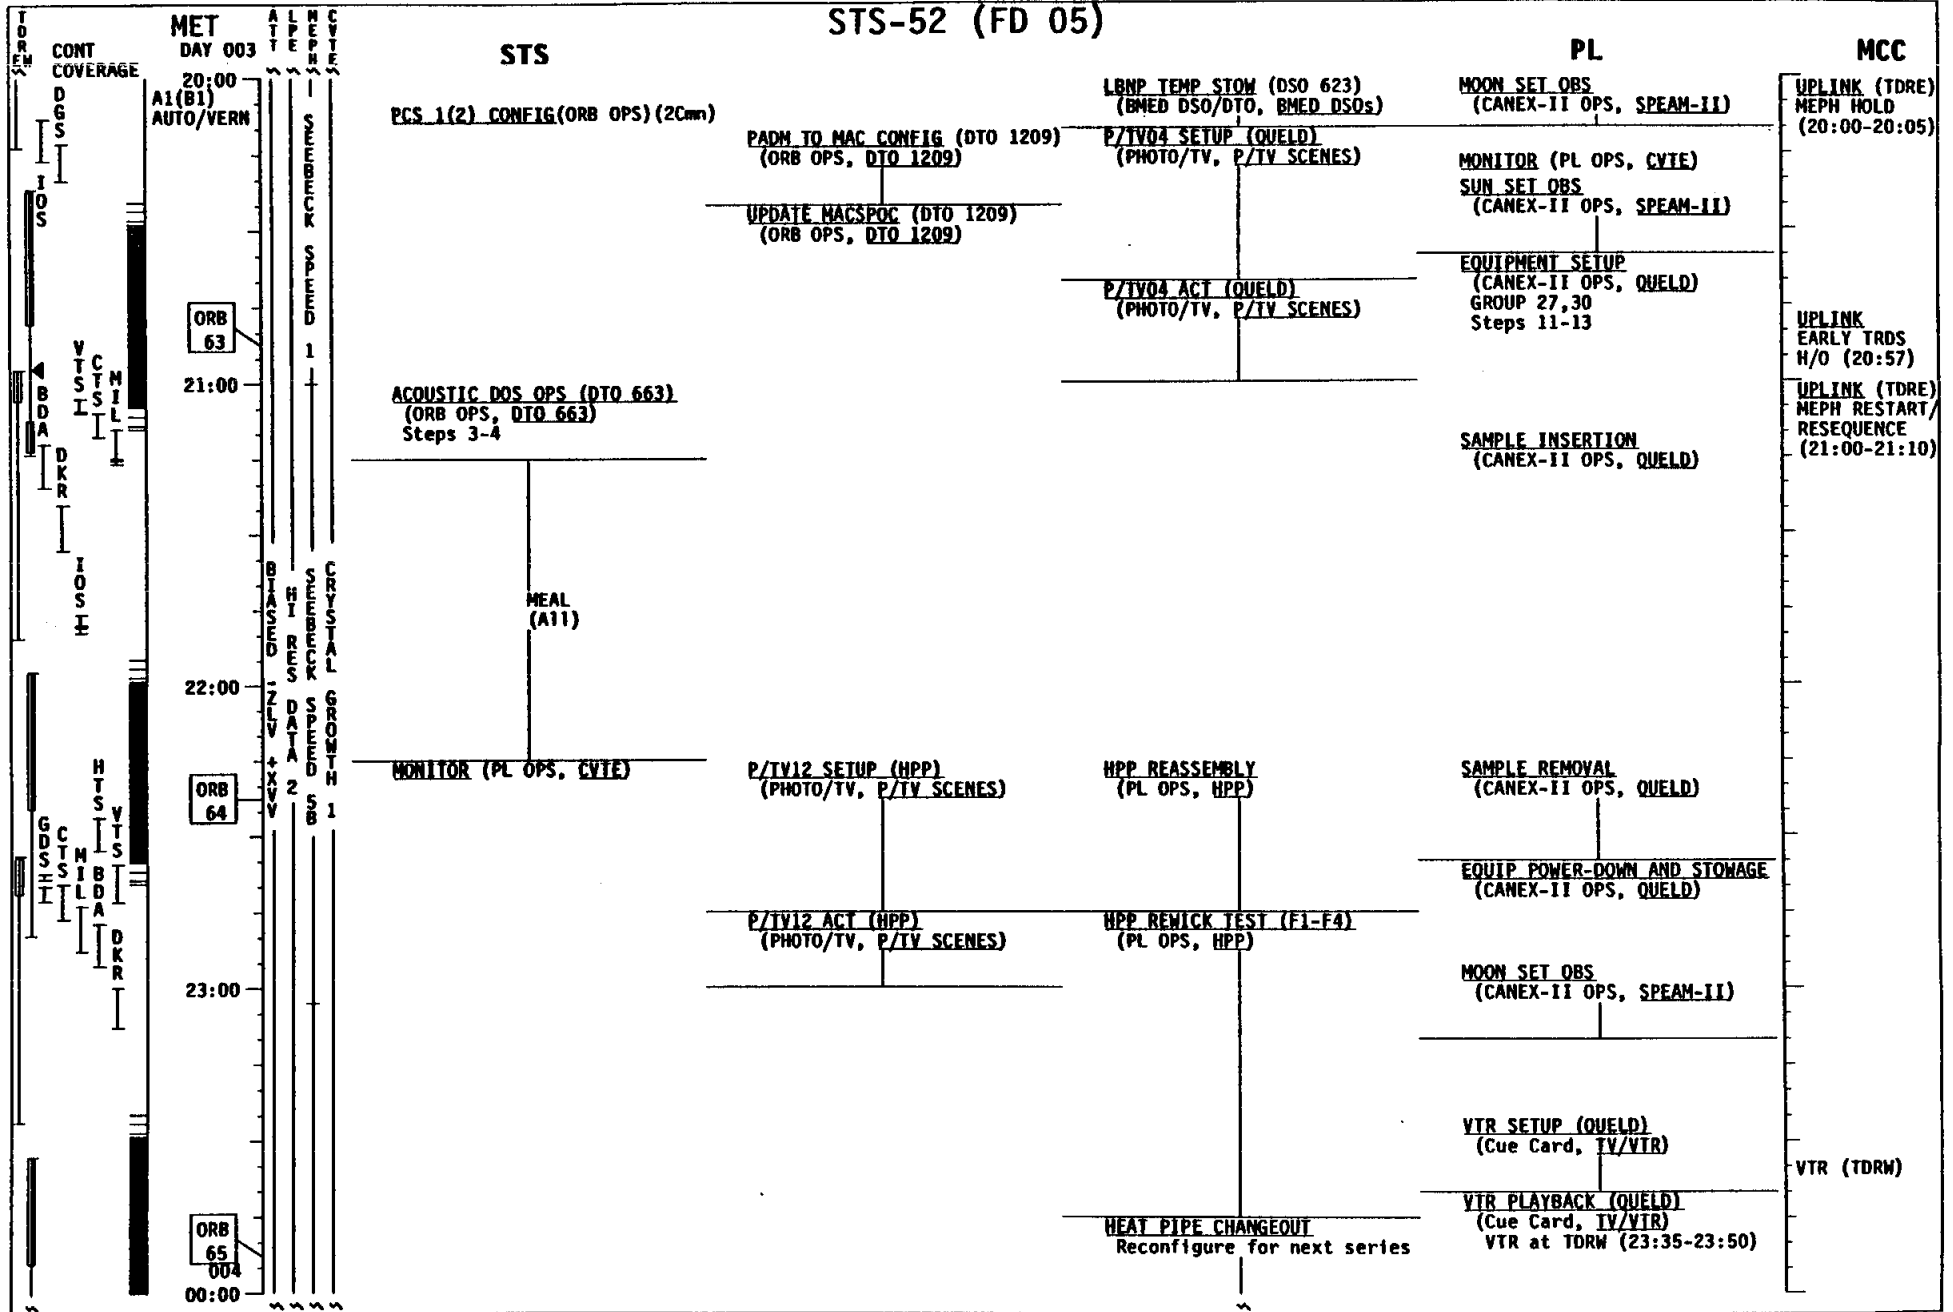 STS-52 (FD 05)
TDRE W
CONT
COVERAGE
MET
DAY 003
ATT
LPE
MEPH
CVTE
STS
PL
MCC
20:00
A1(B1)
AUTO/VERN
DGS
IOS
ORB
63
VTS
CTS
MIL
BDA
DKR
IOS
21:00
22:00
ORB
64
HTS
VTS
GDS
CTS
MIL
BDA
DKR
23:00
ORB
65
004
00:00
BIASED -ZLV +XVV
HI RES DATA 2
SEEBECK SPEED 1
SEEBECK SPEED 5B
CRYSTAL GROWTH 1
PCS 1(2) CONFIG(ORB OPS)(2Cmn)
ACOUSTIC DOS OPS (DTO 663)
(ORB OPS, DTO 663)
Steps 3-4
MEAL
(All)
MONITOR (PL OPS, CVTE)
PADM TO MAC CONFIG (DTO 1209)
(ORB OPS, DTO 1209)
UPDATE MACSPOC (DTO 1209)
(ORB OPS, DTO 1209)
P/TV12 SETUP (HPP)
(PHOTO/TV, P/TV SCENES)
P/TV12 ACT (HPP)
(PHOTO/TV, P/TV SCENES)
LBNP TEMP STOW (DSO 623)
(BMED DSO/DTO, BMED DSOs)
P/TV04 SETUP (QUELD)
(PHOTO/TV, P/TV SCENES)
P/TV04 ACT (QUELD)
(PHOTO/TV, P/TV SCENES)
HPP REASSEMBLY
(PL OPS, HPP)
HPP REWICK TEST (F1-F4)
(PL OPS, HPP)
HEAT PIPE CHANGEOUT
Reconfigure for next series
MOON SET OBS
(CANEX-II OPS, SPEAM-II)
MONITOR (PL OPS, CVTE)
SUN SET OBS
(CANEX-II OPS, SPEAM-II)
EQUIPMENT SETUP
(CANEX-II OPS, QUELD)
GROUP 27,30
Steps 11-13
SAMPLE INSERTION
(CANEX-II OPS, QUELD)
SAMPLE REMOVAL
(CANEX-II OPS, QUELD)
EQUIP POWER-DOWN AND STOWAGE
(CANEX-II OPS, QUELD)
MOON SET OBS
(CANEX-II OPS, SPEAM-II)
VTR SETUP (QUELD)
(Cue Card, TV/VTR)
VTR PLAYBACK (QUELD)
(Cue Card, TV/VTR)
VTR at TDRW (23:35-23:50)
UPLINK (TDRE)
MEPH HOLD
(20:00-20:05)
UPLINK
EARLY TRDS
H/O (20:57)
UPLINK (TDRE)
MEPH RESTART/
RESEQUENCE
(21:00-21:10)
VTR (TDRW)